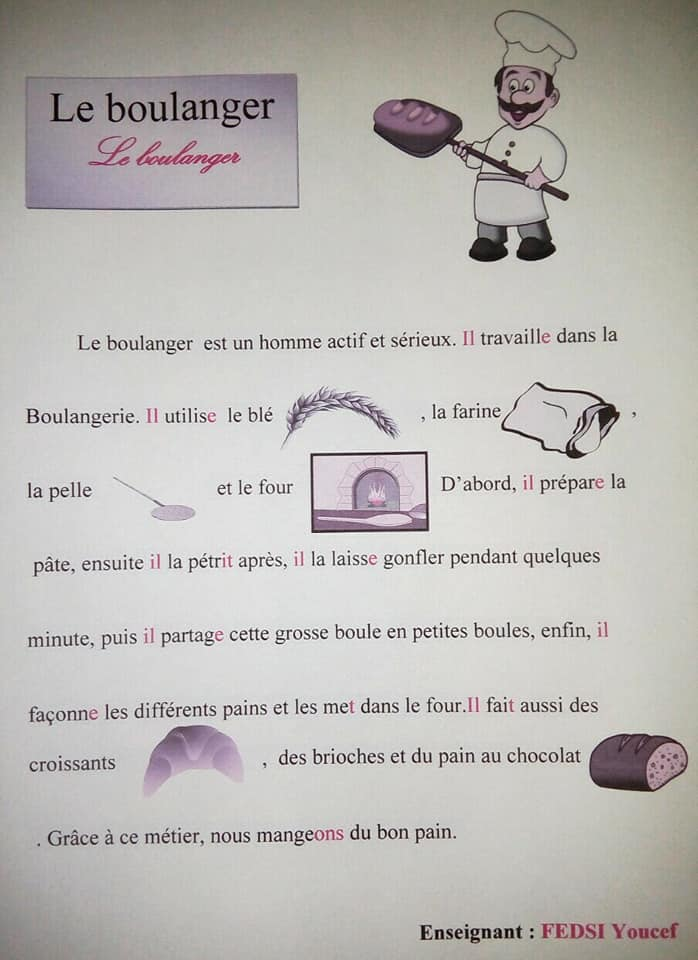 Le boulanger
Le boulanger
Le boulanger est un homme actif et sérieux. Il travaille dans la
Boulangerie. Il utilise le blé , la farine ,
la pelle et le four D'abord, il prépare la
pâte, ensuite il la pétrit après, il la laisse gonfler pendant quelques
minute, puis il partage cette grosse boule en petites boules, enfin, il
façonne les différents pains et les met dans le four.Il fait aussi des
croissants , des brioches et du pain au chocolat
. Grâce à ce métier, nous mangeons du bon pain.
Enseignant : FEDSI Youcef